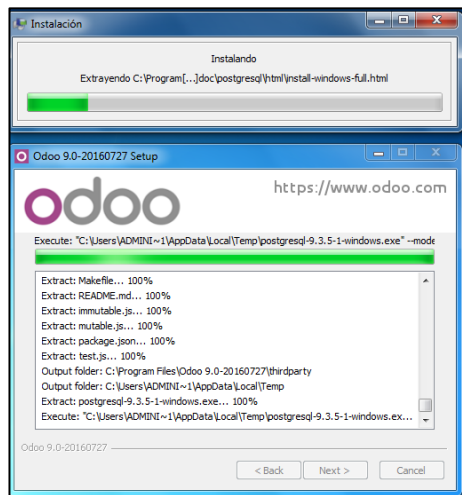 Instalación
Instalando
Extrayendo C:\Program[...]doc\postgresql\html\install-windows-full.html
Odoo 9.0-20160727 Setup
odoo
https://www.odoo.com
Execute: "C:\Users\ADMINI~1\AppData\Local\Temp\postgresql-9.3.5-1-windows.exe" --mode
Extract: Makefile... 100%
Extract: README.md... 100%
Extract: immutable.js... 100%
Extract: mutable.js... 100%
Extract: package.json... 100%
Extract: test.js... 100%
Output folder: C:\Program Files\Odoo 9.0-20160727\thirdparty
Output folder: C:\Users\ADMINI~1\AppData\Local\Temp
Extract: postgresql-9.3.5-1-windows.exe... 100%
Execute: "C:\Users\ADMINI~1\AppData\Local\Temp\postgresql-9.3.5-1-windows.ex...
Odoo 9.0-20160727
< Back Next > Cancel